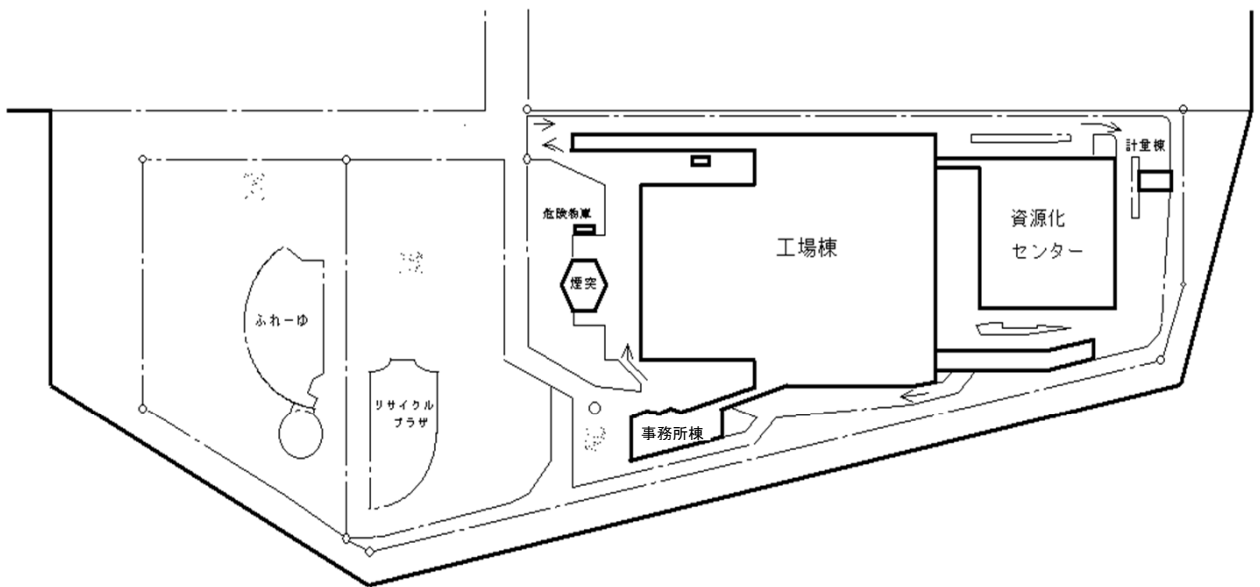 計量棟
危険物庫
資源化
センター
工場棟
煙突
ふれーゆ
リサイクル
プラザ
事務所棟